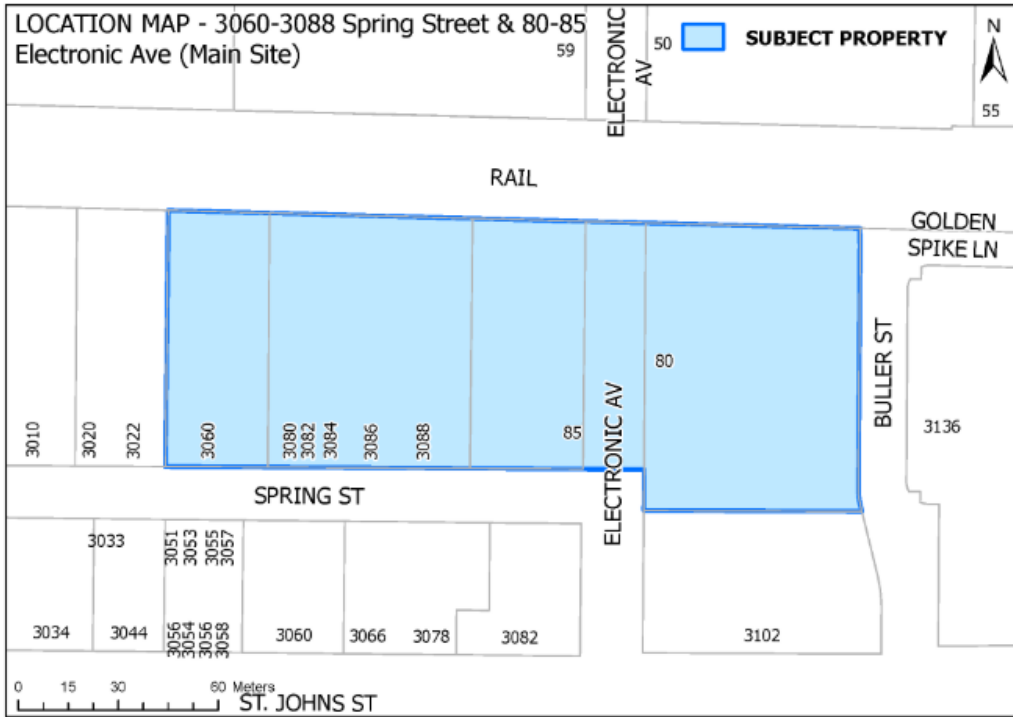 LOCATION MAP - 3060-3088 Spring Street & 80-85
Electronic Ave (Main Site)
59
ELECTRONIC
AV
50
SUBJECT PROPERTY
N
55
RAIL
GOLDEN
SPIKE LN
3010
3020
3022
3060
3080
3082
3084
3086
3088
85
ELECTRONIC AV
80
BULLER ST
3136
SPRING ST
3033
3051
3053
3055
3057
3034
3044
3056
3054
3056
3058
3060
3066
3078
3082
3102
0 15 30 60 Meters
ST. JOHNS ST